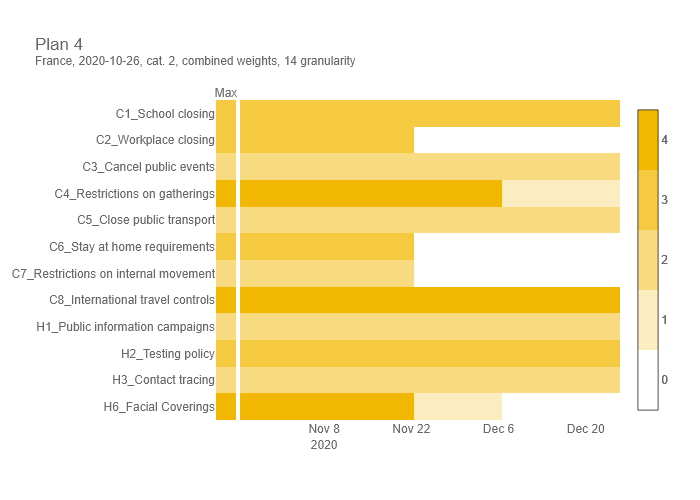 Plan 4
France, 2020-10-26, cat. 2, combined weights, 14 granularity
Max
C1_School closing
C2_Workplace closing
C3_Cancel public events
C4_Restrictions on gatherings
C5_Close public transport
C6_Stay at home requirements
C7_Restrictions on internal movement
C8_International travel controls
H1_Public information campaigns
H2_Testing policy
H3_Contact tracing
H6_Facial Coverings
Nov 8
2020
Nov 22
Dec 6
Dec 20
4
3
2
1
0